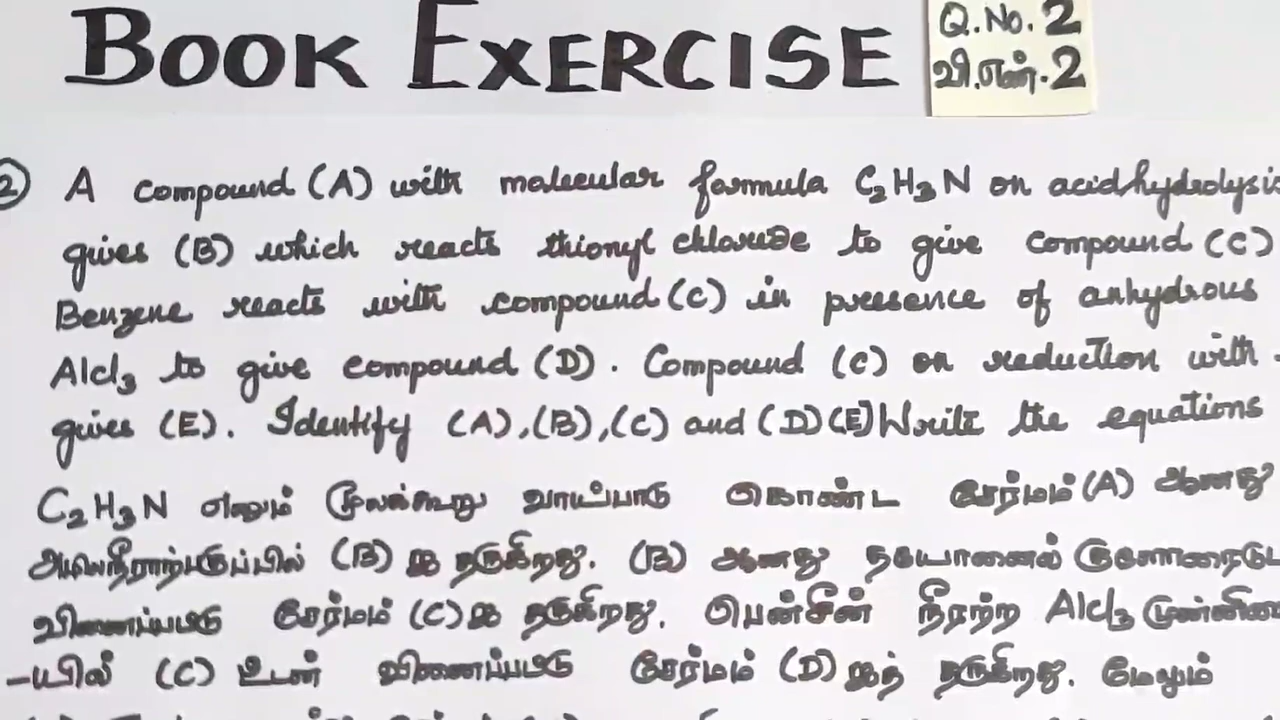 BOOK EXERCISE
Q.No. 2
வி.எண். 2
2) A compound (A) with molecular formula C₂H₃N on acid hydrolysis
gives (B) which reacts thionyl chloride to give compound (C)
Benzene reacts with compound (C) in presence of anhydrous
AlCl₃ to give compound (D). Compound (C) on reduction with
gives (E). Identify (A), (B), (C) and (D) (E) Write the equations
C₂H₃N எனும் மூலக்கூறு வாய்பாடு கொண்ட சேர்மம் (A) ஆனது
அமிலநீராற்பகுப்பில் (B) ஐ தருகிறது. (B) ஆனது தயோனைல் குளோரைடுட
வினைப்பட்டு சேர்மம் (C) ஐ தருகிறது. பென்சீன் நீரற்ற AlCl₃ முன்னிலை
-யில் (C) உடன் வினைப்பட்டு சேர்மம் (D) ஐத் தருகிறது. மேலும்